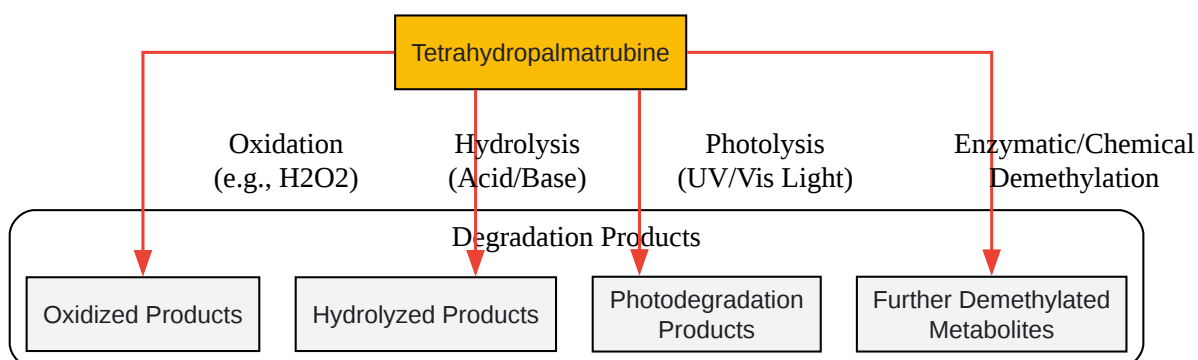 Tetrahydropalmatrubine
Oxidation
(e.g., H2O2)
Hydrolysis
(Acid/Base)
Photolysis
(UV/Vis Light)
Enzymatic/Chemical
Demethylation
Degradation Products
Oxidized Products
Hydrolyzed Products
Photodegradation
Products
Further Demethylated
Metabolites